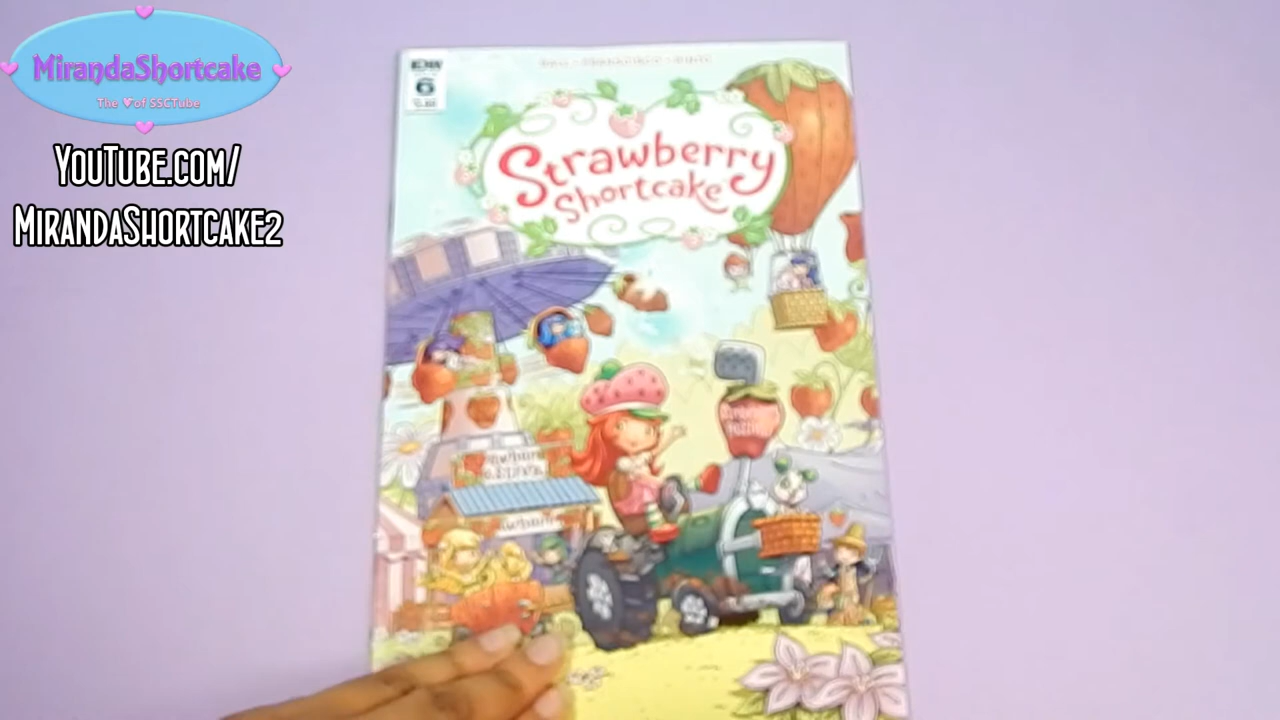 MirandaShortcake
The of SSCTube
YouTube.com/
MirandaShortcake2
IDW
6
Strawberry
Shortcake